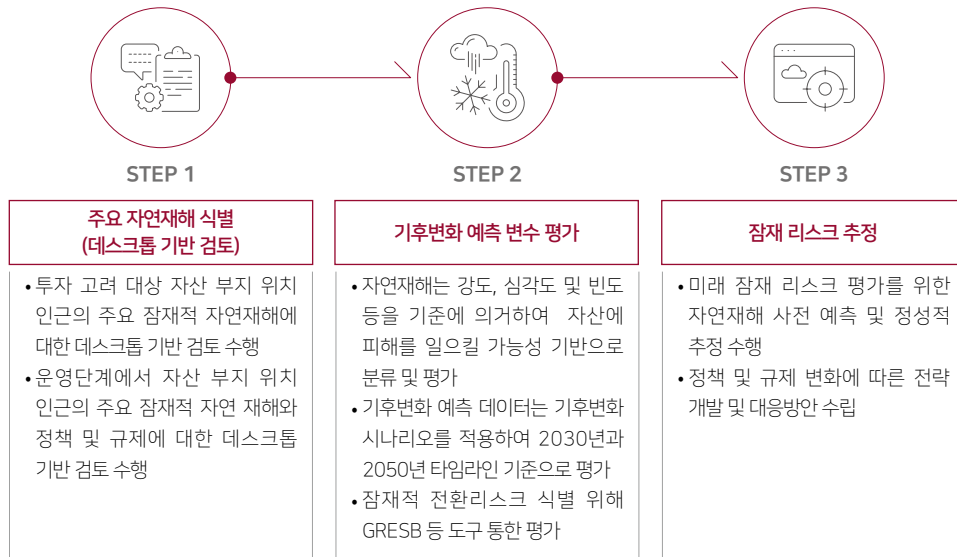 STEP 1
주요 자연재해 식별
(데스크톱 기반 검토)
• 투자 고려 대상 자산 부지 위치
인근의 주요 잠재적 자연재해에
대한 데스크톱 기반 검토 수행
• 운영단계에서 자산 부지 위치
인근의 주요 잠재적 자연 재해와
정책 및 규제에 대한 데스크톱
기반 검토 수행
STEP 2
기후변화 예측 변수 평가
• 자연재해는 강도, 심각도 및 빈도
등을 기준에 의거하여 자산에
피해를 일으킬 가능성 기반으로
분류 및 평가
• 기후변화 예측 데이터는 기후변화
시나리오를 적용하여 2030년과
2050년 타임라인 기준으로 평가
• 잠재적 전환리스크 식별 위해
GRESB 등 도구 통한 평가
STEP 3
잠재 리스크 추정
• 미래 잠재 리스크 평가를 위한
자연재해 사전 예측 및 정성적
추정 수행
• 정책 및 규제 변화에 따른 전략
개발 및 대응방안 수립